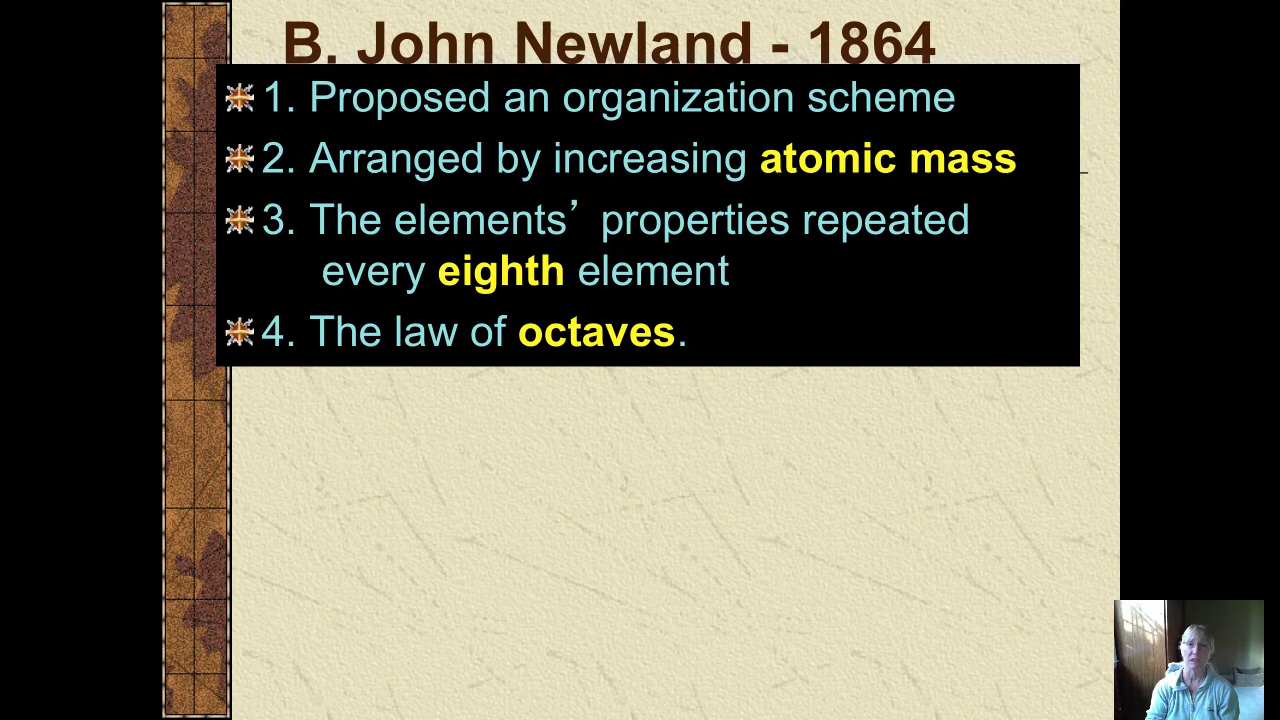 B. John Newland - 1864
1. Proposed an organization scheme
2. Arranged by increasing atomic mass
3. The elements’ properties repeated
every eighth element
4. The law of octaves.